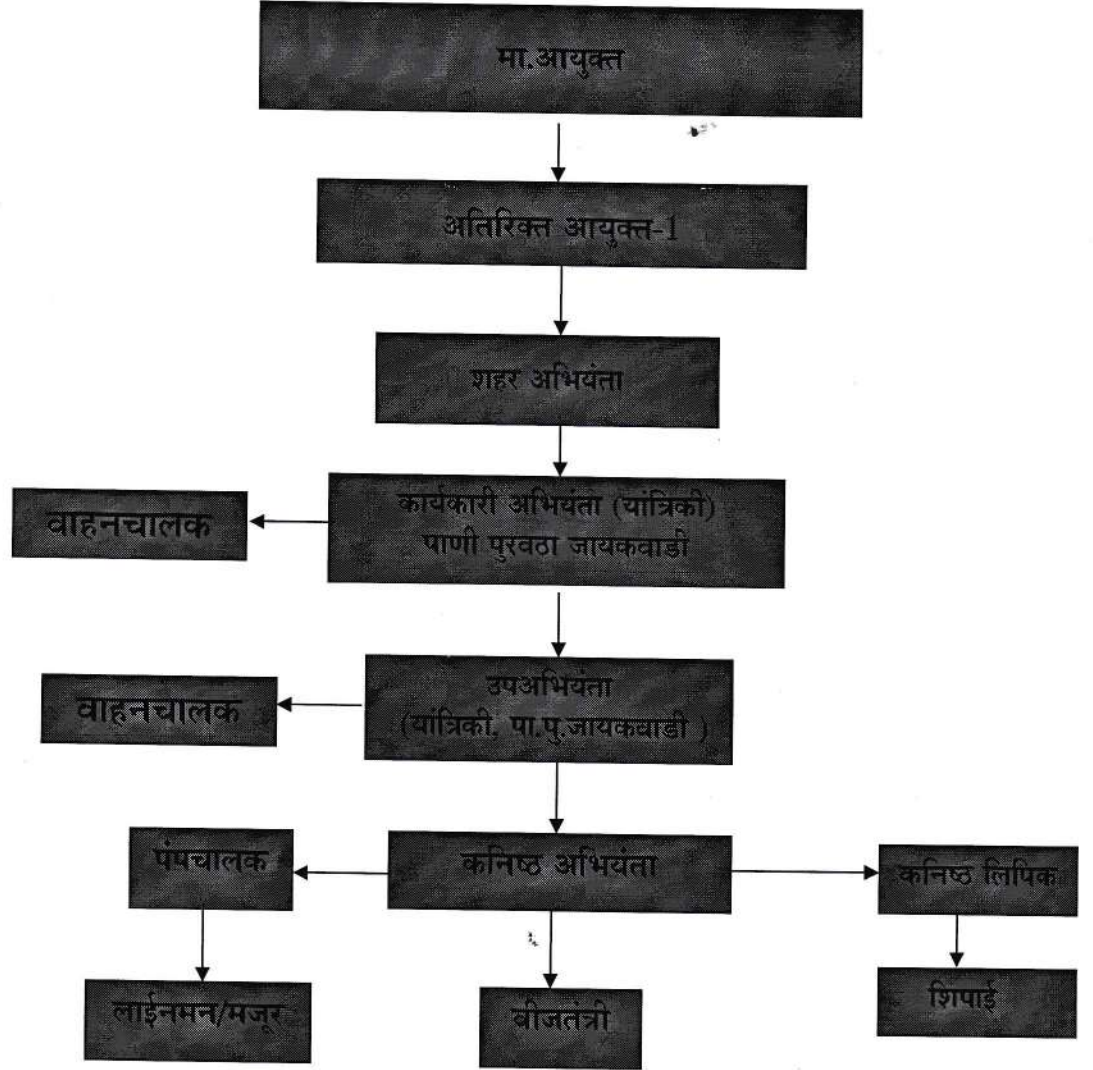 मा.आयुक्त
अतिरिक्त आयुक्त-1
शहर अभियंता
कार्यकारी अभियंता (यांत्रिकी)
पाणी पुरवठा जायकवाडी
वाहनचालक
उपअभियंता
(यांत्रिकी, पा.पु.जायकवाडी )
वाहनचालक
पंपचालक
कनिष्ठ अभियंता
कनिष्ठ लिपिक
लाईनमन/मजूर
वीजतंत्री
शिपाई